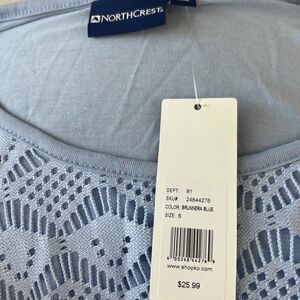 NORTHCREST
DEPT: 81
SKU# 24844276
COLOR: BRUNNERA BLUE
SIZE: S
www.shopko.com
$25.99